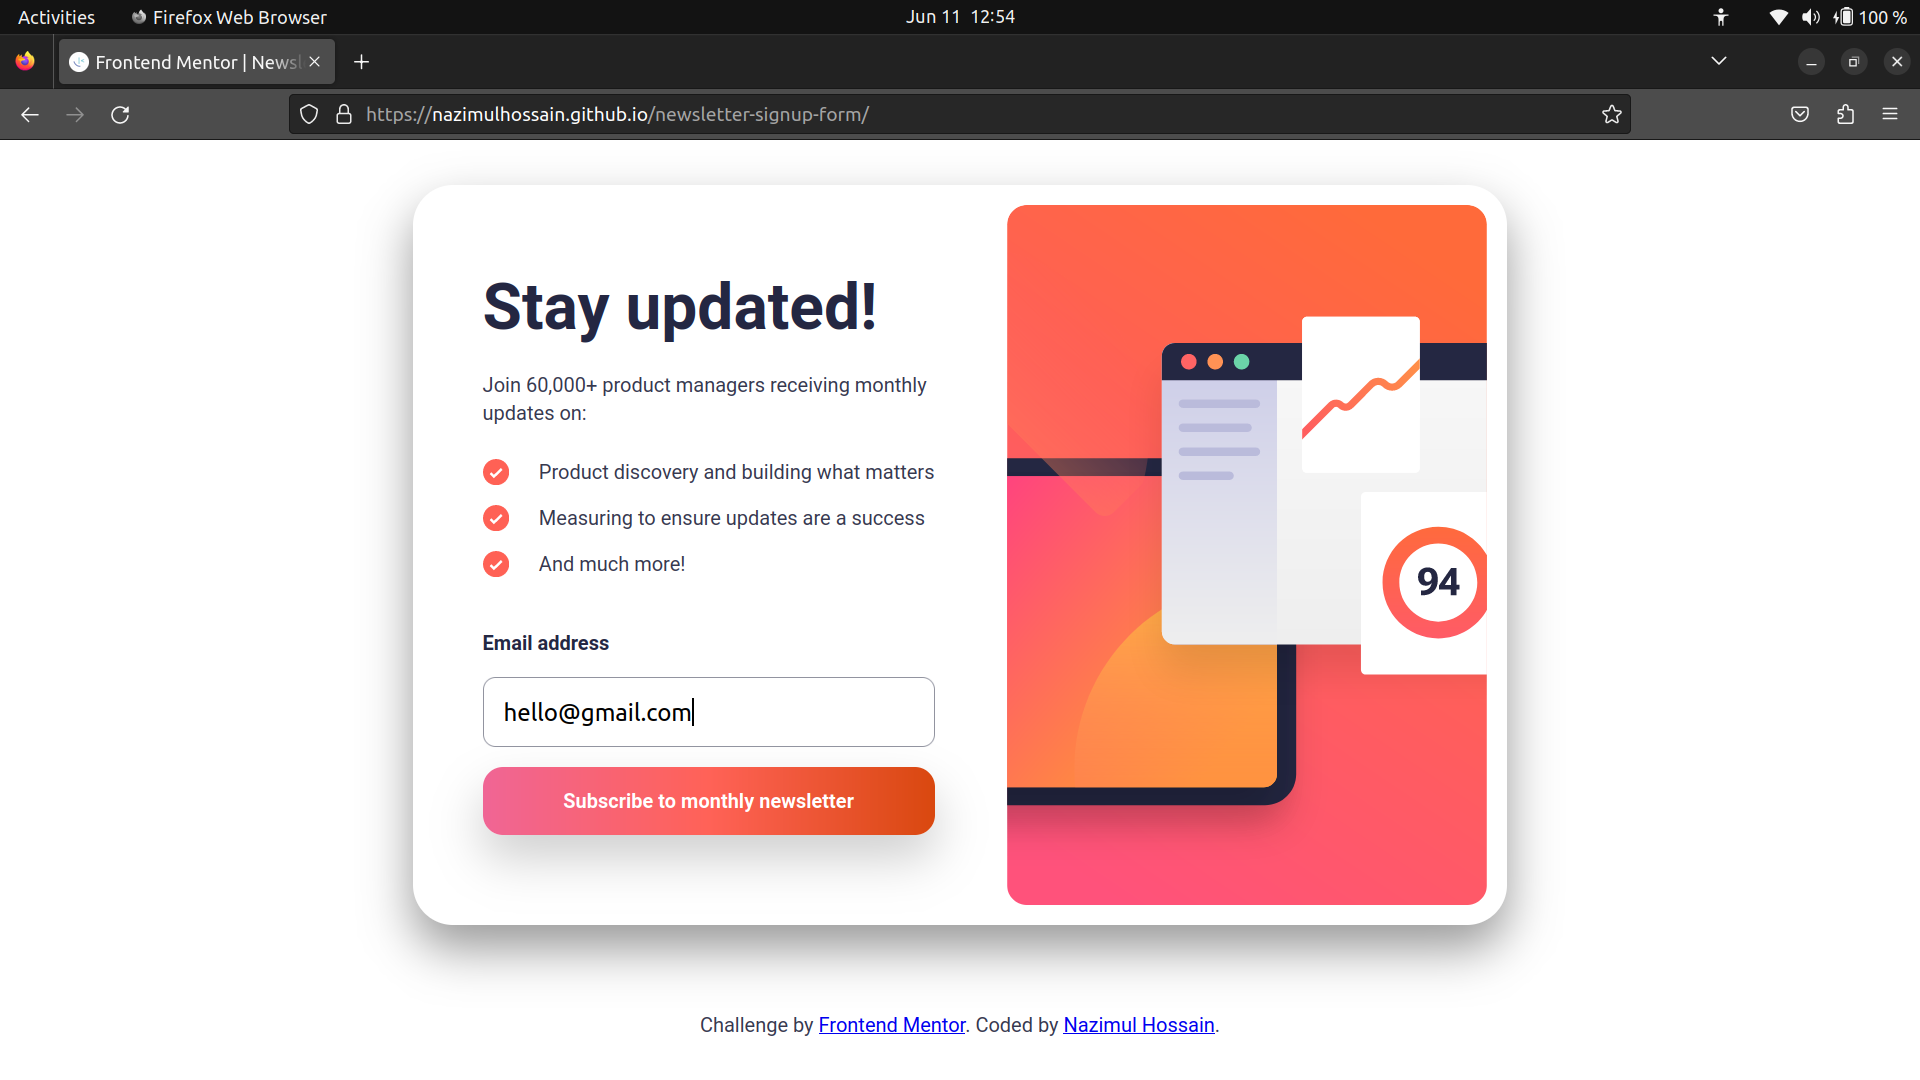 Activities
Firefox Web Browser
Jun 11 12:54
100 %
Frontend Mentor | Newsl
https://nazimulhossain.github.io/newsletter-signup-form/
Stay updated!
Join 60,000+ product managers receiving monthly
updates on:
Product discovery and building what matters
Measuring to ensure updates are a success
And much more!
Email address
hello@gmail.com
Subscribe to monthly newsletter
94
Challenge by Frontend Mentor. Coded by Nazimul Hossain.